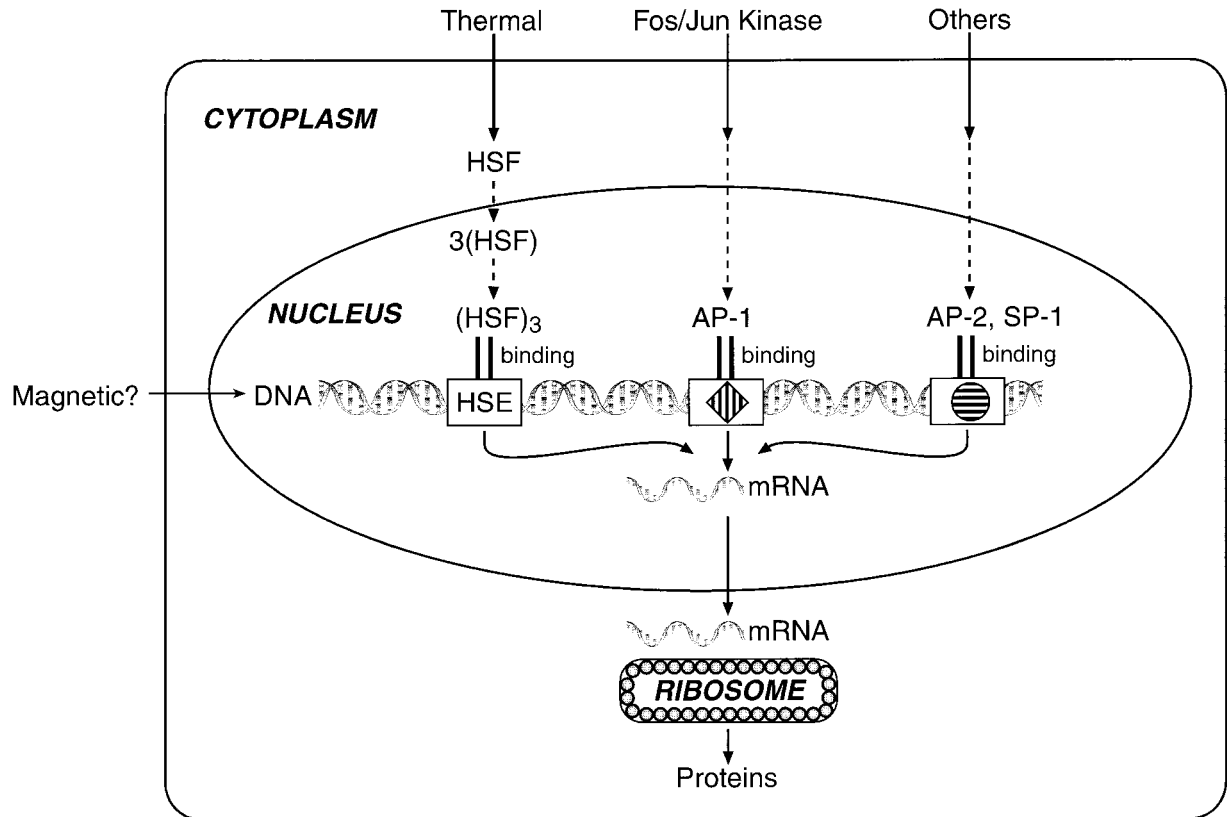 Thermal Fos/Jun Kinase Others
CYTOPLASM
HSF
3(HSF)
NUCLEUS (HSF)3 AP-1 AP-2, SP-1
binding binding binding
Magnetic? DNA HSE
mRNA
mRNA
RIBOSOME
Proteins